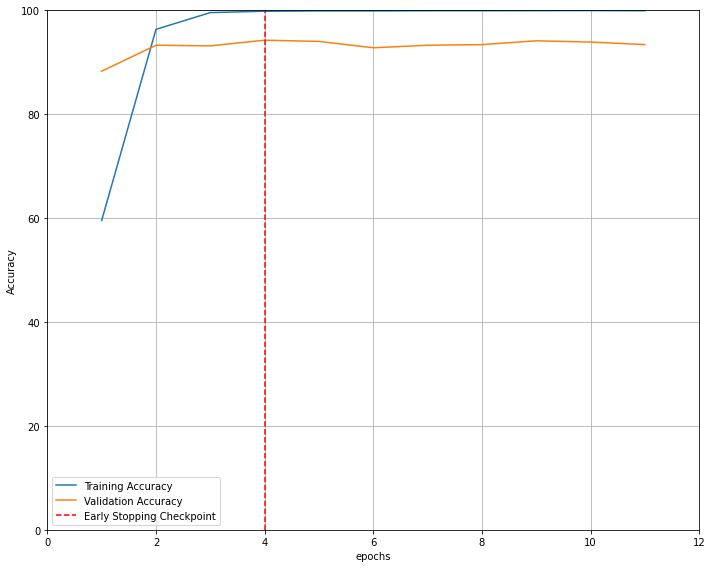 100
80
60
40
20
0
Accuracy
Training Accuracy
Validation Accuracy
Early Stopping Checkpoint
0 2 4 6 8 10 12
epochs